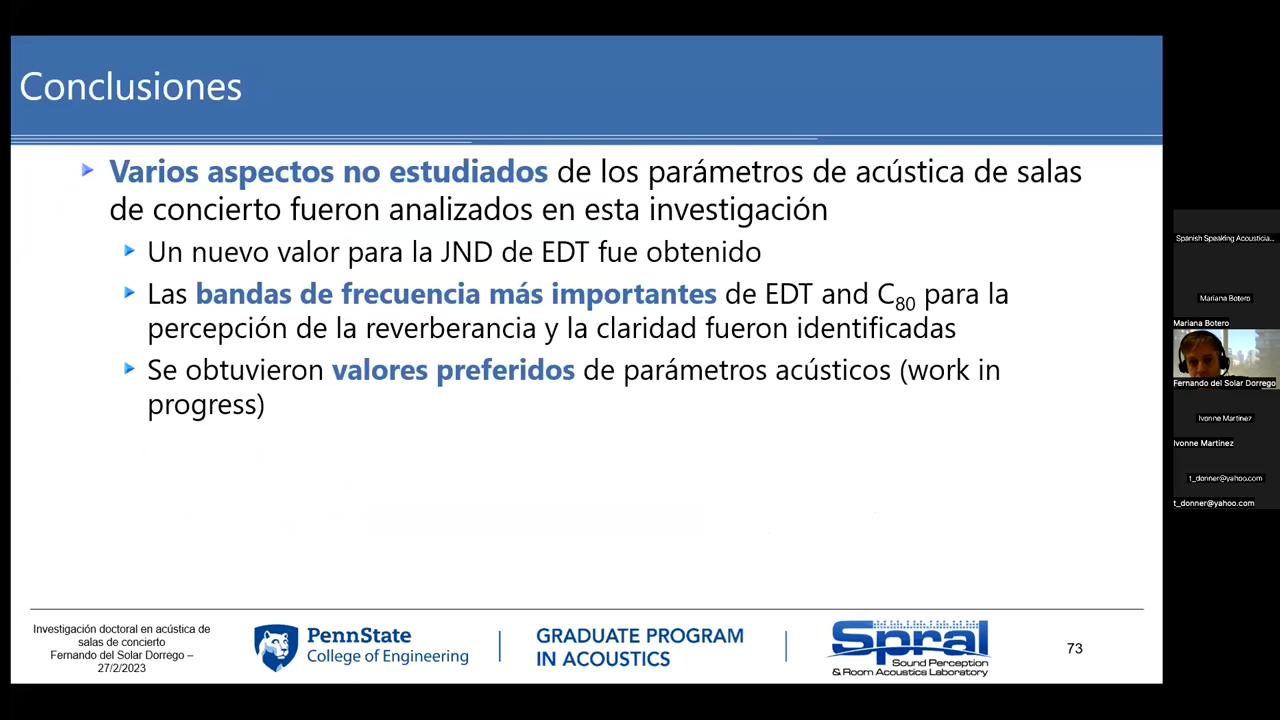 Conclusiones
Varios aspectos no estudiados de los parámetros de acústica de salas
de concierto fueron analizados en esta investigación
Un nuevo valor para la JND de EDT fue obtenido
Las bandas de frecuencia más importantes de EDT and C80 para la
percepción de la reverberancia y la claridad fueron identificadas
Se obtuvieron valores preferidos de parámetros acústicos (work in
progress)
Investigación doctoral en acústica de
salas de concierto
Fernando del Solar Dorrego –
27/2/2023
PennState
College of Engineering
GRADUATE PROGRAM
IN ACOUSTICS
Spral
Sound Perception
& Room Acoustics Laboratory
73
Spanish Speaking Acousticia...
Mariana Botero
Mariana Botero
Fernando del Solar Dorrego
Ivonne Martinez
Ivonne Martinez
t_donner@yahoo.com
t_donner@yahoo.com